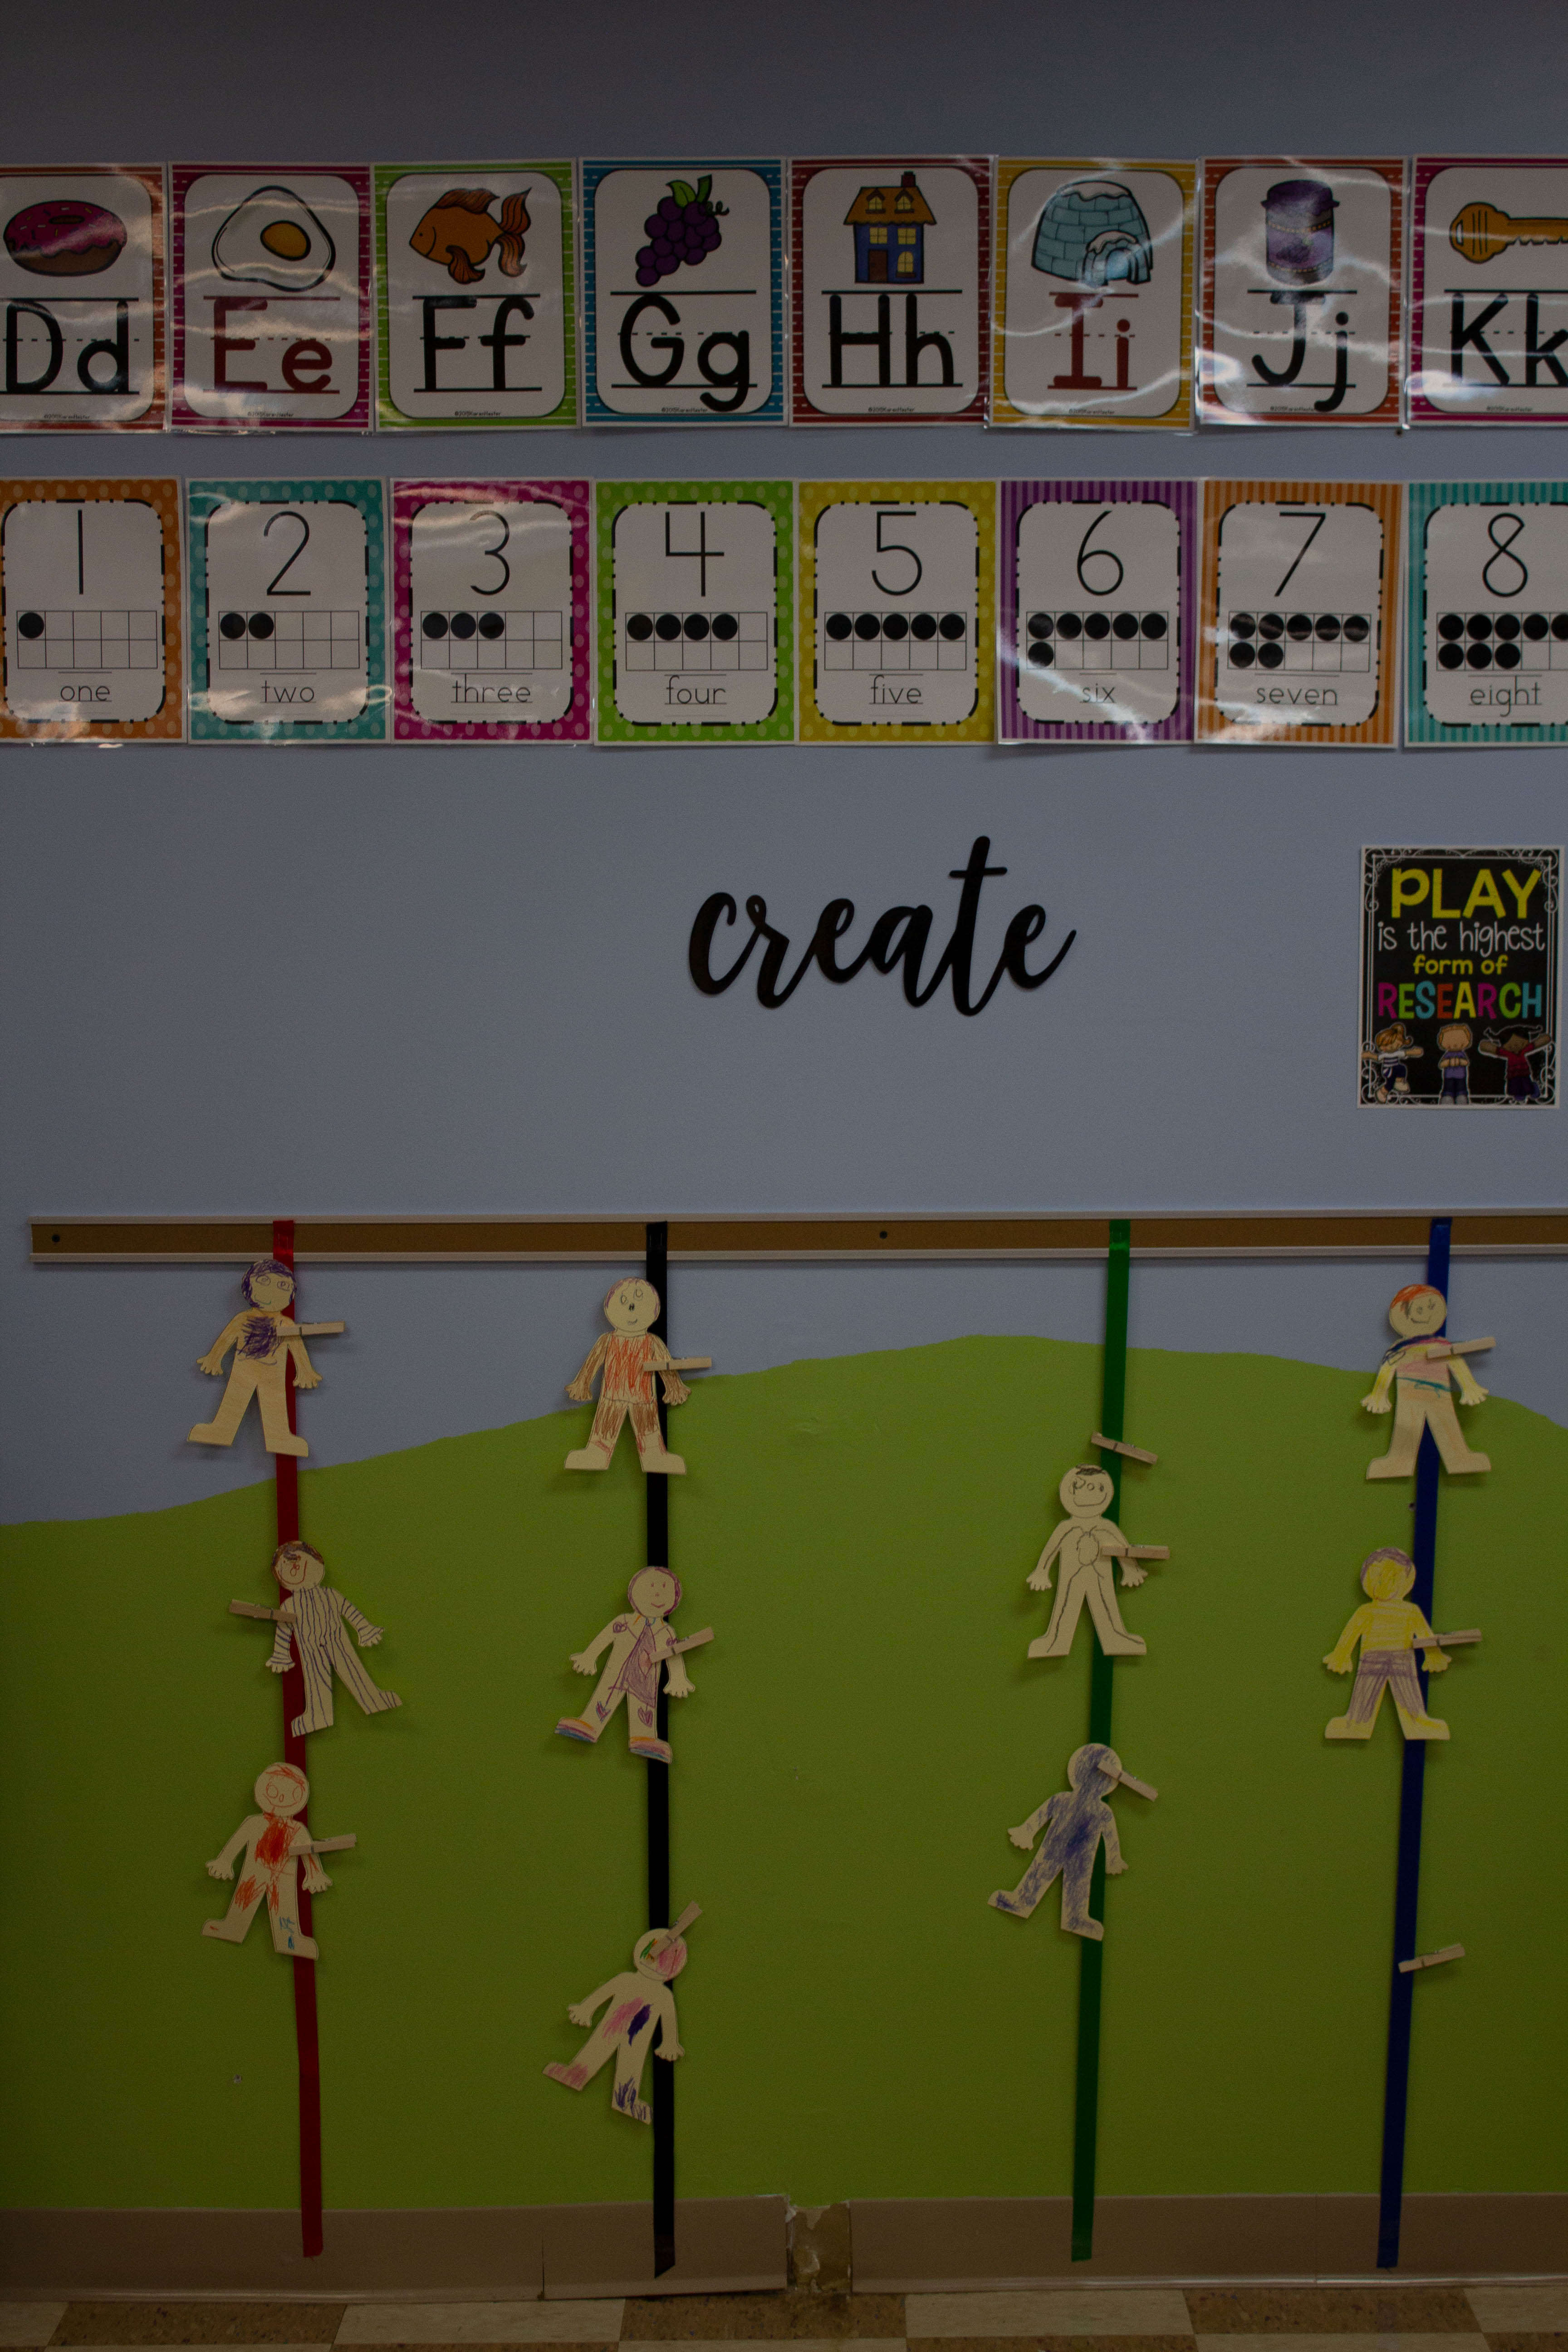 Dd Ee Ff Gg Hh Ii Jj Kk
1 2 3 4 5 6 7 8
one two three four five six seven eight
create
PLAY
is the highest
form of
RESEARCH